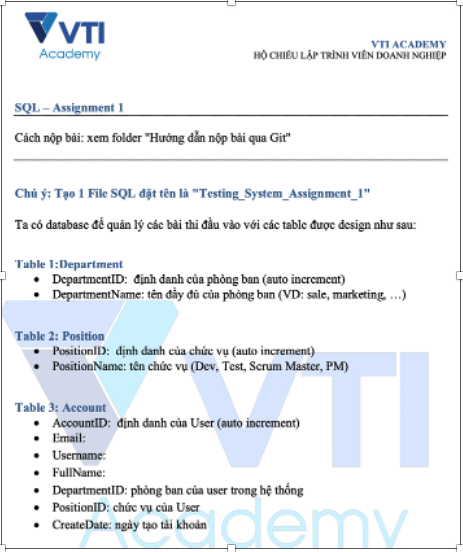 VTI
Academy
VTI ACADEMY
HỘ CHIẾU LẬP TRÌNH VIÊN DOANH NGHIỆP
SQL – Assignment 1
Cách nộp bài: xem folder "Hướng dẫn nộp bài qua Git"
Chú ý: Tạo 1 File SQL đặt tên là "Testing_System_Assignment_1"
Ta có database để quản lý các bài thi đầu vào với các table được design như sau:
Table 1:Department
• DepartmentID: định danh của phòng ban (auto increment)
• DepartmentName: tên đầy đủ của phòng ban (VD: sale, marketing, …)
Table 2: Position
• PositionID: định danh của chức vụ (auto increment)
• PositionName: tên chức vụ (Dev, Test, Scrum Master, PM)
Table 3: Account
• AccountID: định danh của User (auto increment)
• Email:
• Username:
• FullName:
• DepartmentID: phòng ban của user trong hệ thống
• PositionID: chức vụ của User
• CreateDate: ngày tạo tài khoản
VTI
Academy